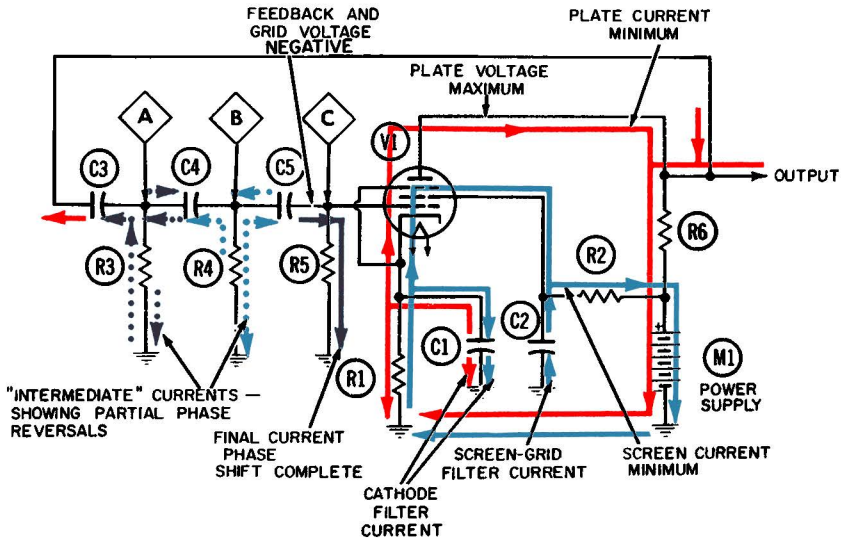 FEEDBACK AND
GRID VOLTAGE
NEGATIVE
PLATE CURRENT
MINIMUM
PLATE VOLTAGE
MAXIMUM
A
B
C
V1
C3
C4
C5
OUTPUT
R3
R4
R5
R6
R2
C1
C2
R1
M1
POWER
SUPPLY
"INTERMEDIATE" CURRENTS —
SHOWING PARTIAL PHASE
REVERSALS
FINAL CURRENT
PHASE
SHIFT COMPLETE
SCREEN-GRID
FILTER CURRENT
SCREEN CURRENT
MINIMUM
CATHODE
FILTER
CURRENT